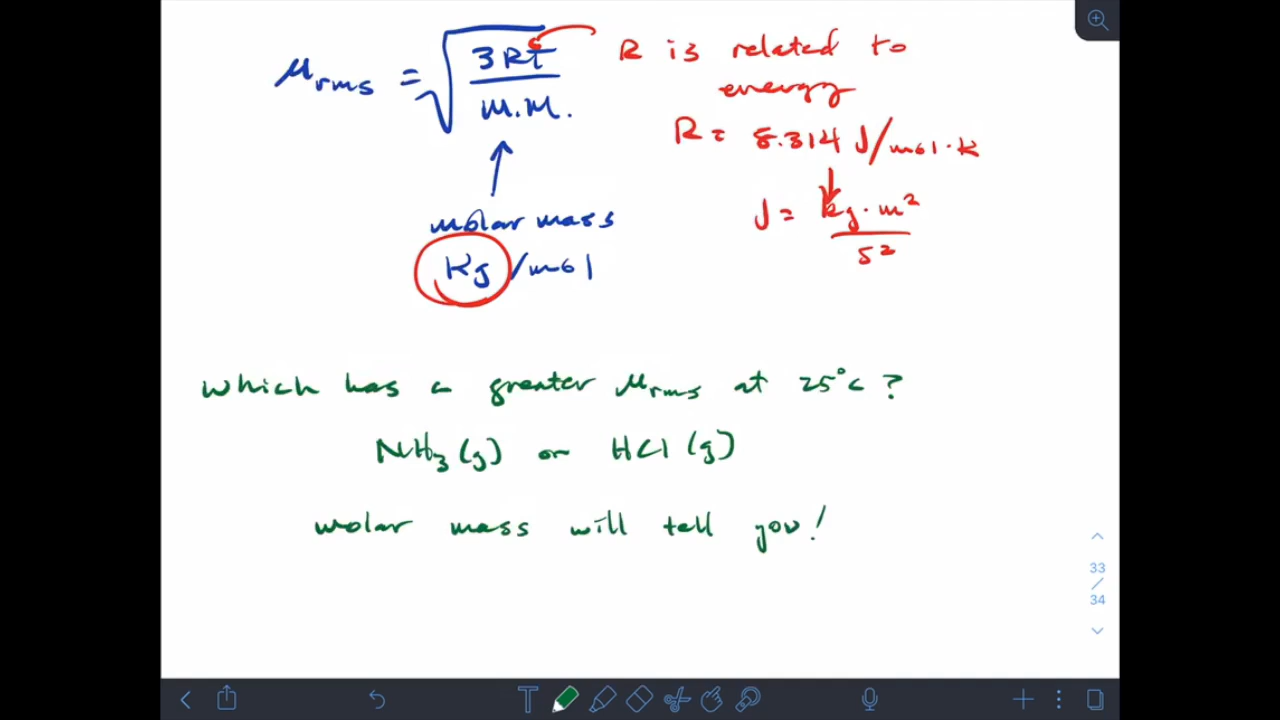 μrms = √ 3RT / M.M.
R is related to
energy
R = 8.314 J/mol·K
J = kg·m²
s²
molar mass
Kg/mol
which has a greater μrms at 25°C?
NH₃(g) or HCl(g)
molar mass will tell you!
33
/
34
T